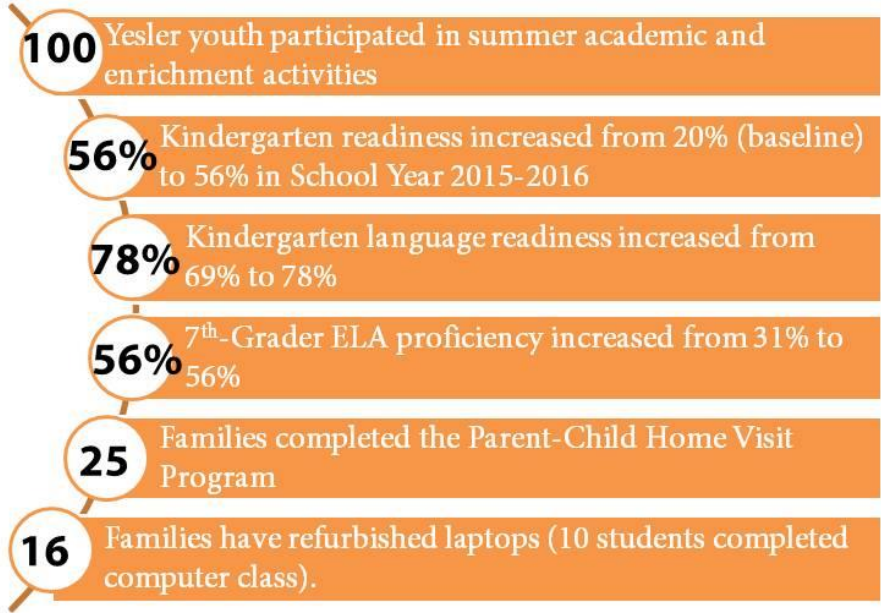 100
Yesler youth participated in summer academic and
enrichment activities
56%
Kindergarten readiness increased from 20% (baseline)
to 56% in School Year 2015-2016
78%
Kindergarten language readiness increased from
69% to 78%
56%
7th-Grader ELA proficiency increased from 31% to
56%
25
Families completed the Parent-Child Home Visit
Program
16
Families have refurbished laptops (10 students completed
computer class).